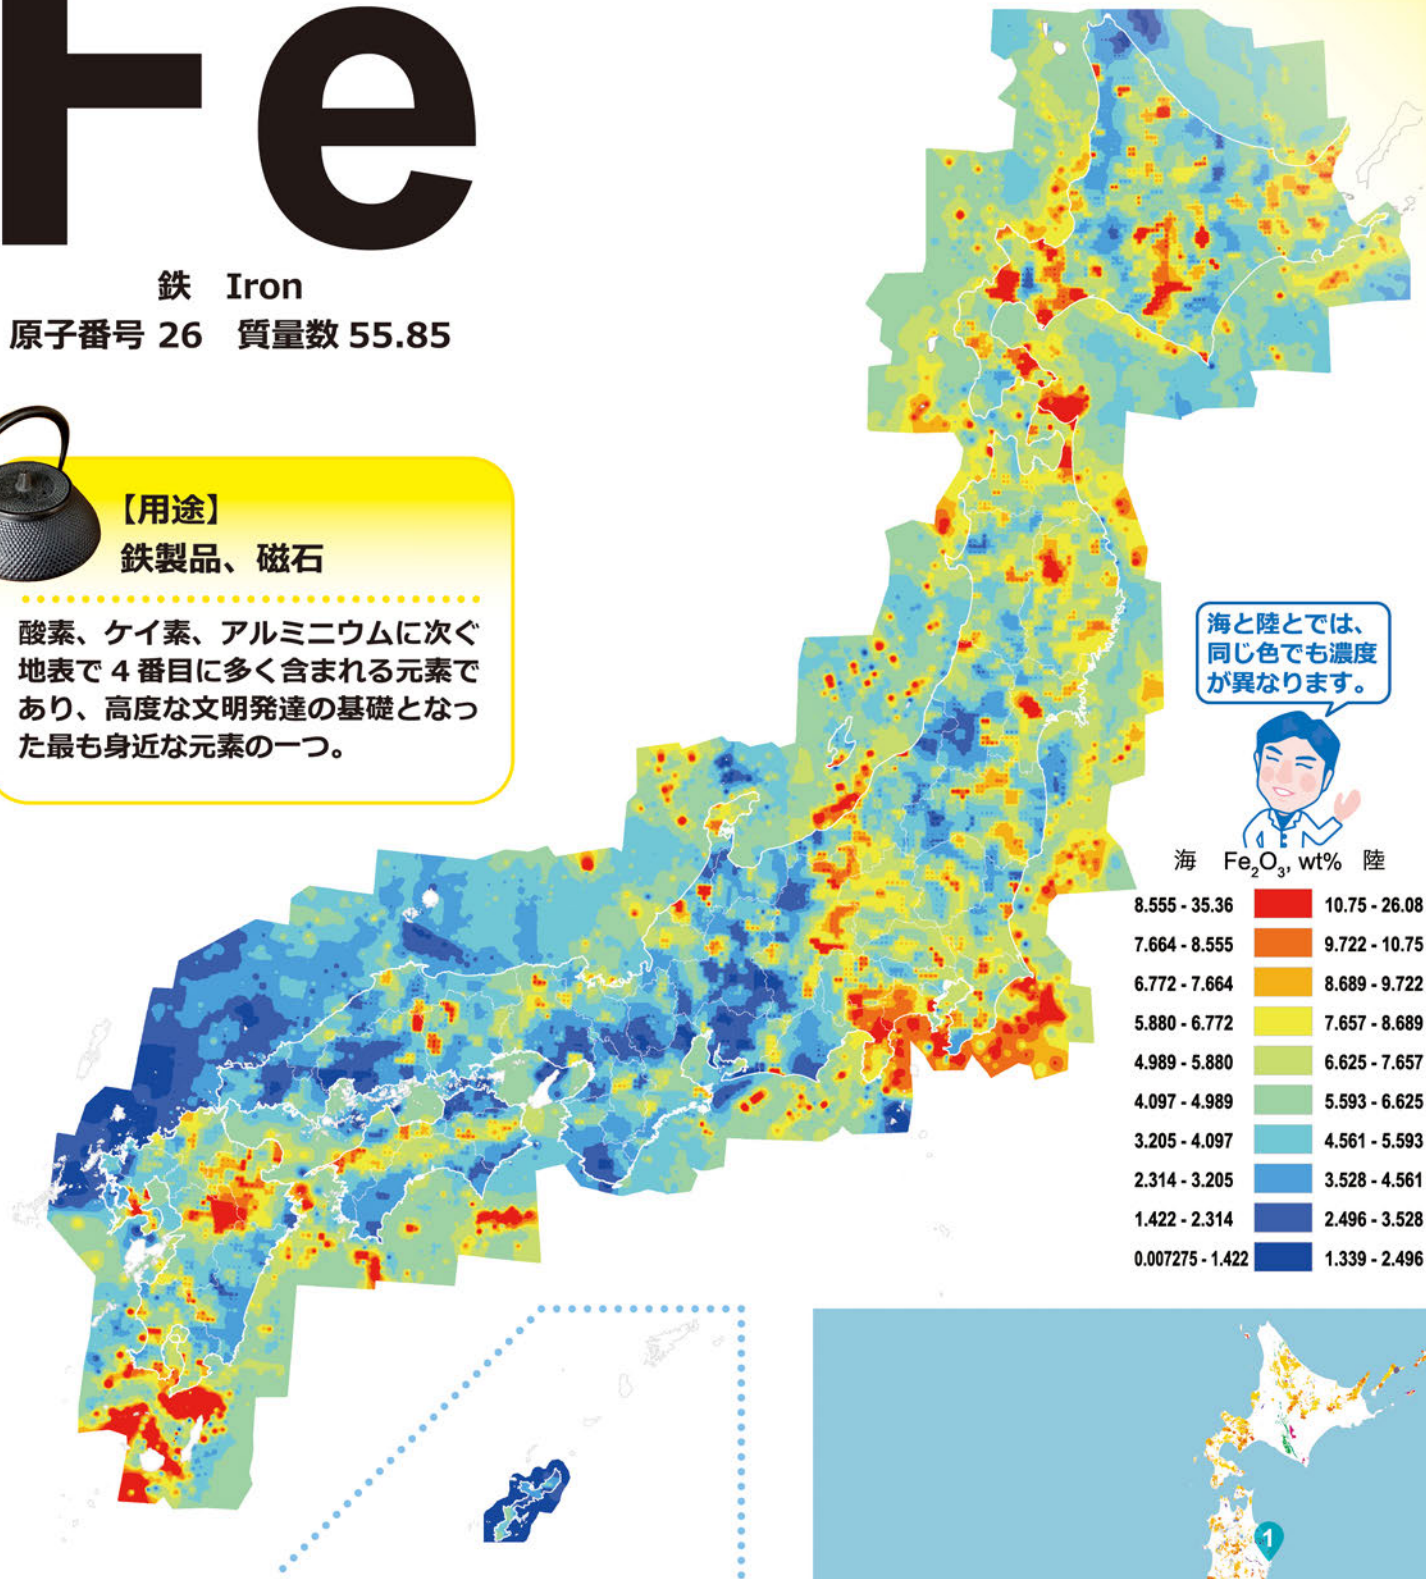 Fe
鉄 Iron
原子番号 26 質量数 55.85
【用途】
鉄製品、磁石
酸素、ケイ素、アルミニウムに次ぐ
地表で 4 番目に多く含まれる元素で
あり、高度な文明発達の基礎となっ
た最も身近な元素の一つ。
海と陸とでは、
同じ色でも濃度
が異なります。
海 Fe₂O₃, wt% 陸
8.555 - 35.36 10.75 - 26.08
7.664 - 8.555 9.722 - 10.75
6.772 - 7.664 8.689 - 9.722
5.880 - 6.772 7.657 - 8.689
4.989 - 5.880 6.625 - 7.657
4.097 - 4.989 5.593 - 6.625
3.205 - 4.097 4.561 - 5.593
2.314 - 3.205 3.528 - 4.561
1.422 - 2.314 2.496 - 3.528
0.007275 - 1.422 1.339 - 2.496
1